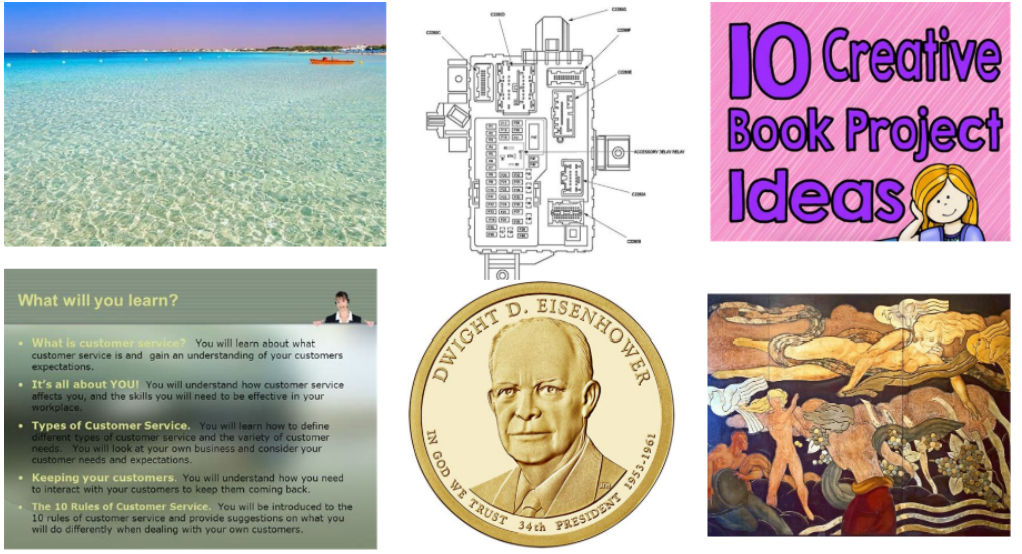 10 Creative
Book Project
Ideas
ACCESSORY DELAY RELAY
What will you learn?
• What is customer service? You will learn about what
customer service is and gain an understanding of your customers
expectations.
• It's all about YOU! You will understand how customer service
affects you, and the skills you will need to be effective in your
workplace.
• Types of Customer Service. You will learn how to define
different types of customer service and the variety of customer
needs. You will look at your own business and consider your
customer needs and expectations.
• Keeping your customers. You will understand how you need
to interact with your customers to keep them coming back.
• The 10 Rules of Customer Service. You will be introduced to the
10 rules of customer service and provide suggestions on what you
will do differently when dealing with your own customers.
DWIGHT D. EISENHOWER
IN GOD WE TRUST 34th PRESIDENT 1953-1961